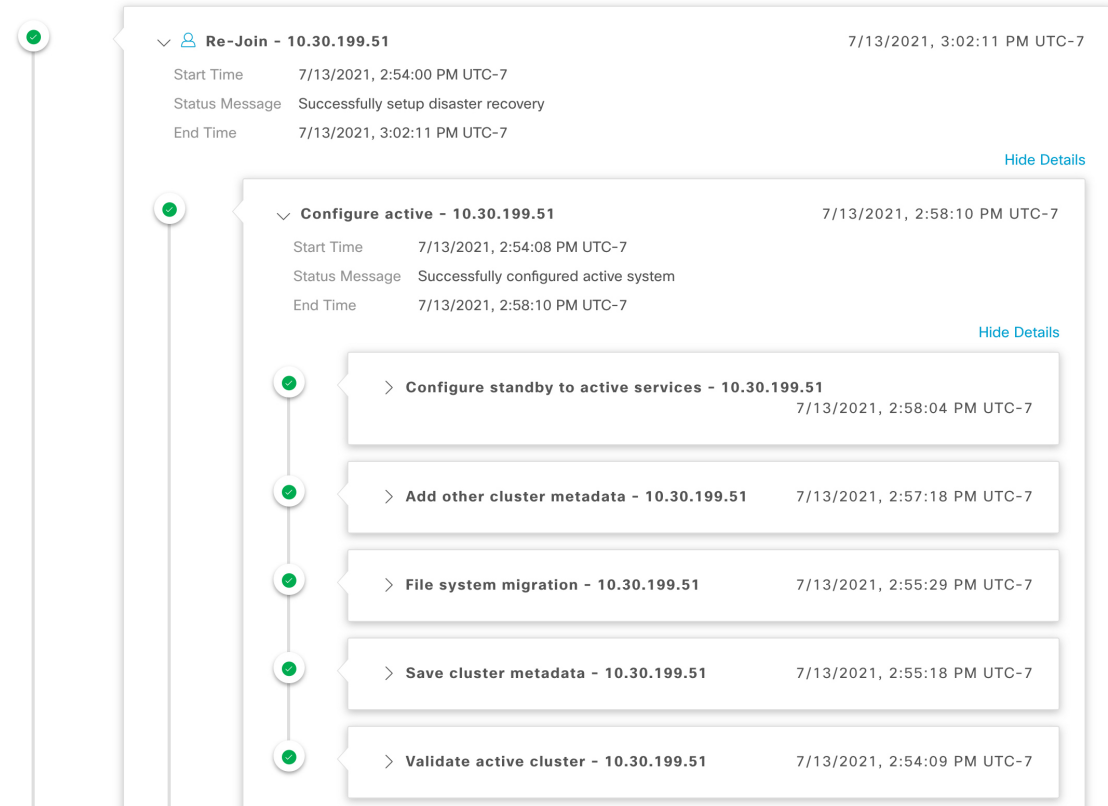 Re-Join - 10.30.199.51 7/13/2021, 3:02:11 PM UTC-7
Start Time 7/13/2021, 2:54:00 PM UTC-7
Status Message Successfully setup disaster recovery
End Time 7/13/2021, 3:02:11 PM UTC-7
Hide Details
Configure active - 10.30.199.51 7/13/2021, 2:58:10 PM UTC-7
Start Time 7/13/2021, 2:54:08 PM UTC-7
Status Message Successfully configured active system
End Time 7/13/2021, 2:58:10 PM UTC-7
Hide Details
Configure standby to active services - 10.30.199.51
7/13/2021, 2:58:04 PM UTC-7
Add other cluster metadata - 10.30.199.51 7/13/2021, 2:57:18 PM UTC-7
File system migration - 10.30.199.51 7/13/2021, 2:55:29 PM UTC-7
Save cluster metadata - 10.30.199.51 7/13/2021, 2:55:18 PM UTC-7
Validate active cluster - 10.30.199.51 7/13/2021, 2:54:09 PM UTC-7